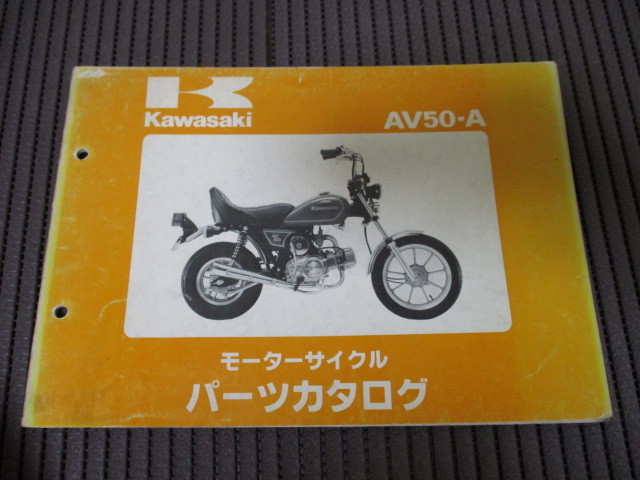 Kawasaki
AV50-A
モーターサイクル
パーツカタログ